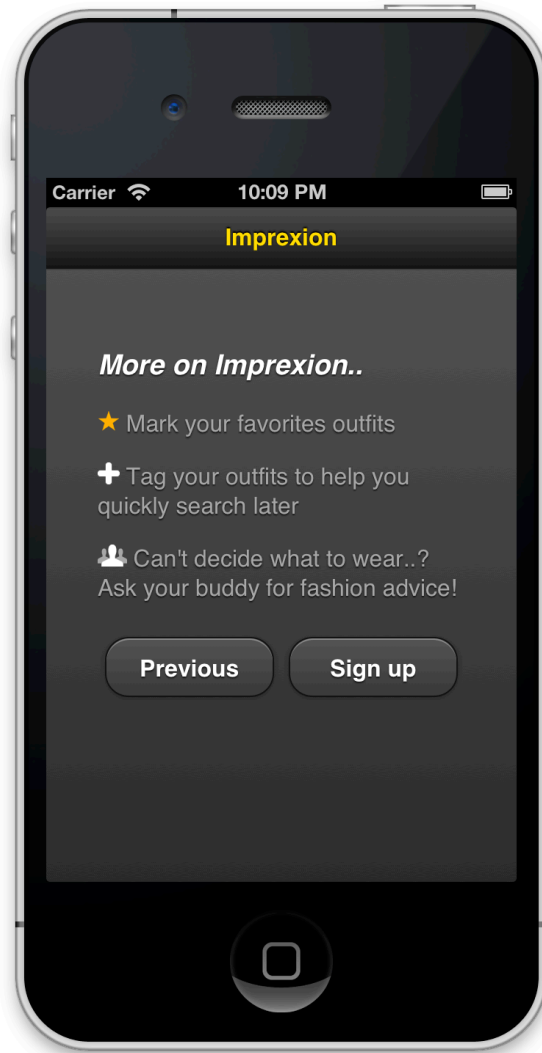 Carrier 10:09 PM
Imprexion
More on Imprexion..
Mark your favorites outfits
Tag your outfits to help you
quickly search later
Can't decide what to wear..?
Ask your buddy for fashion advice!
Previous Sign up